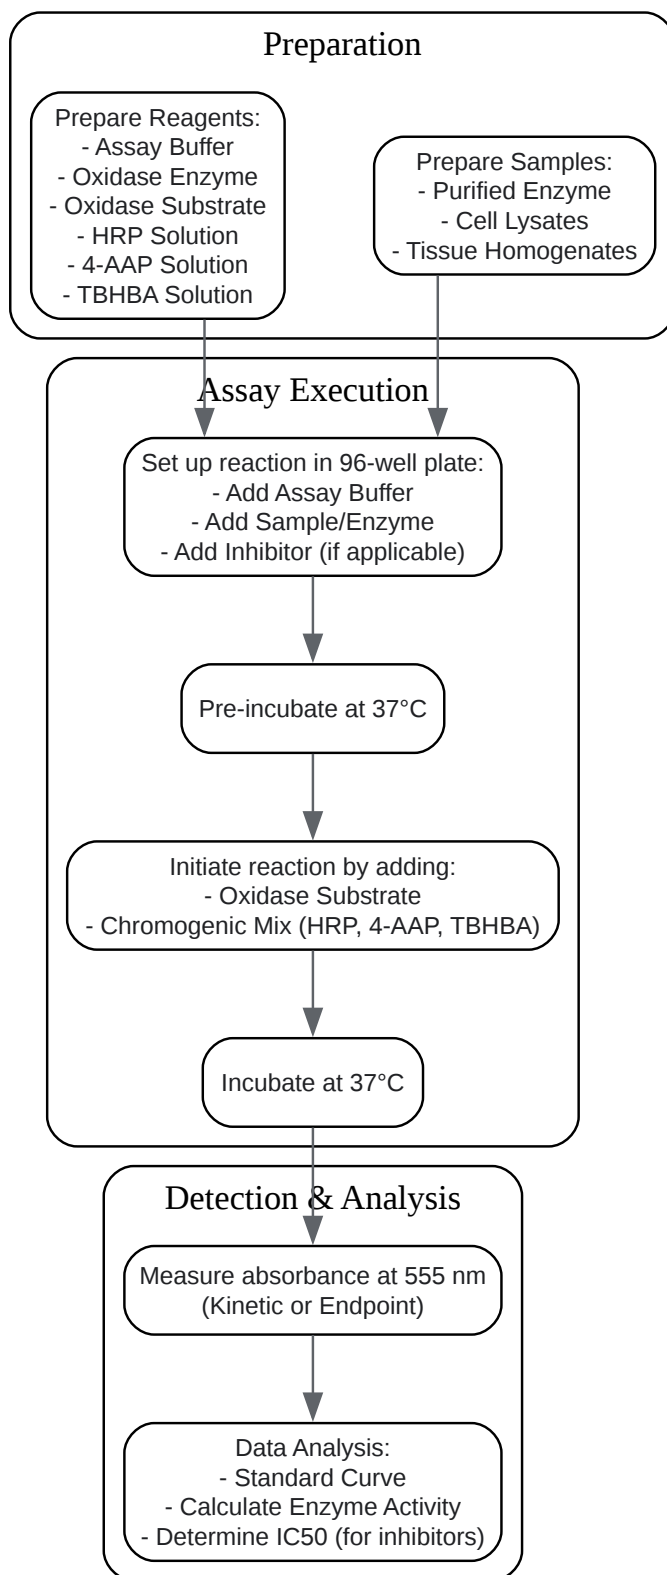 Preparation
Prepare Reagents:
- Assay Buffer
- Oxidase Enzyme
- Oxidase Substrate
- HRP Solution
- 4-AAP Solution
- TBHBA Solution
Prepare Samples:
- Purified Enzyme
- Cell Lysates
- Tissue Homogenates
Assay Execution
Set up reaction in 96-well plate:
- Add Assay Buffer
- Add Sample/Enzyme
- Add Inhibitor (if applicable)
Pre-incubate at 37°C
Initiate reaction by adding:
- Oxidase Substrate
- Chromogenic Mix (HRP, 4-AAP, TBHBA)
Incubate at 37°C
Detection & Analysis
Measure absorbance at 555 nm
(Kinetic or Endpoint)
Data Analysis:
- Standard Curve
- Calculate Enzyme Activity
- Determine IC50 (for inhibitors)